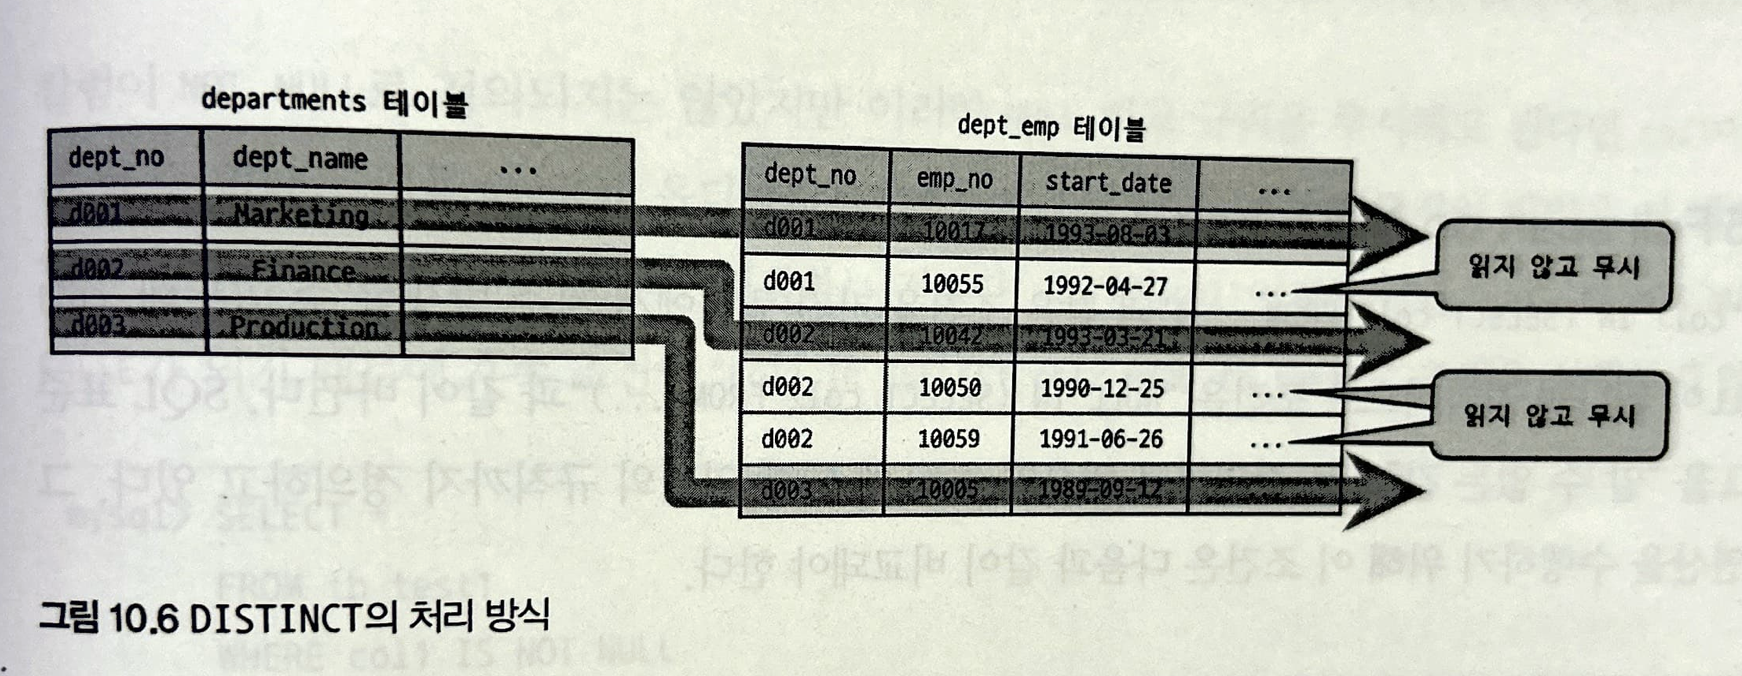 departments 테이블
dept_no dept_name ...
d001 Marketing
d002 Finance
d003 Production
dept_emp 테이블
dept_no emp_no start_date ...
d001 10017 1993-08-03
d001 10055 1992-04-27 ...
d002 10042 1993-03-21
d002 10050 1990-12-25 ...
d002 10059 1991-06-26 ...
d003 10005 1989-09-12
읽지 않고 무시
읽지 않고 무시
그림 10.6 DISTINCT의 처리 방식